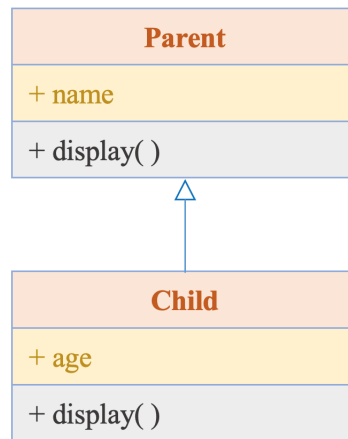 Parent
+ name
+ display( )
Child
+ age
+ display( )